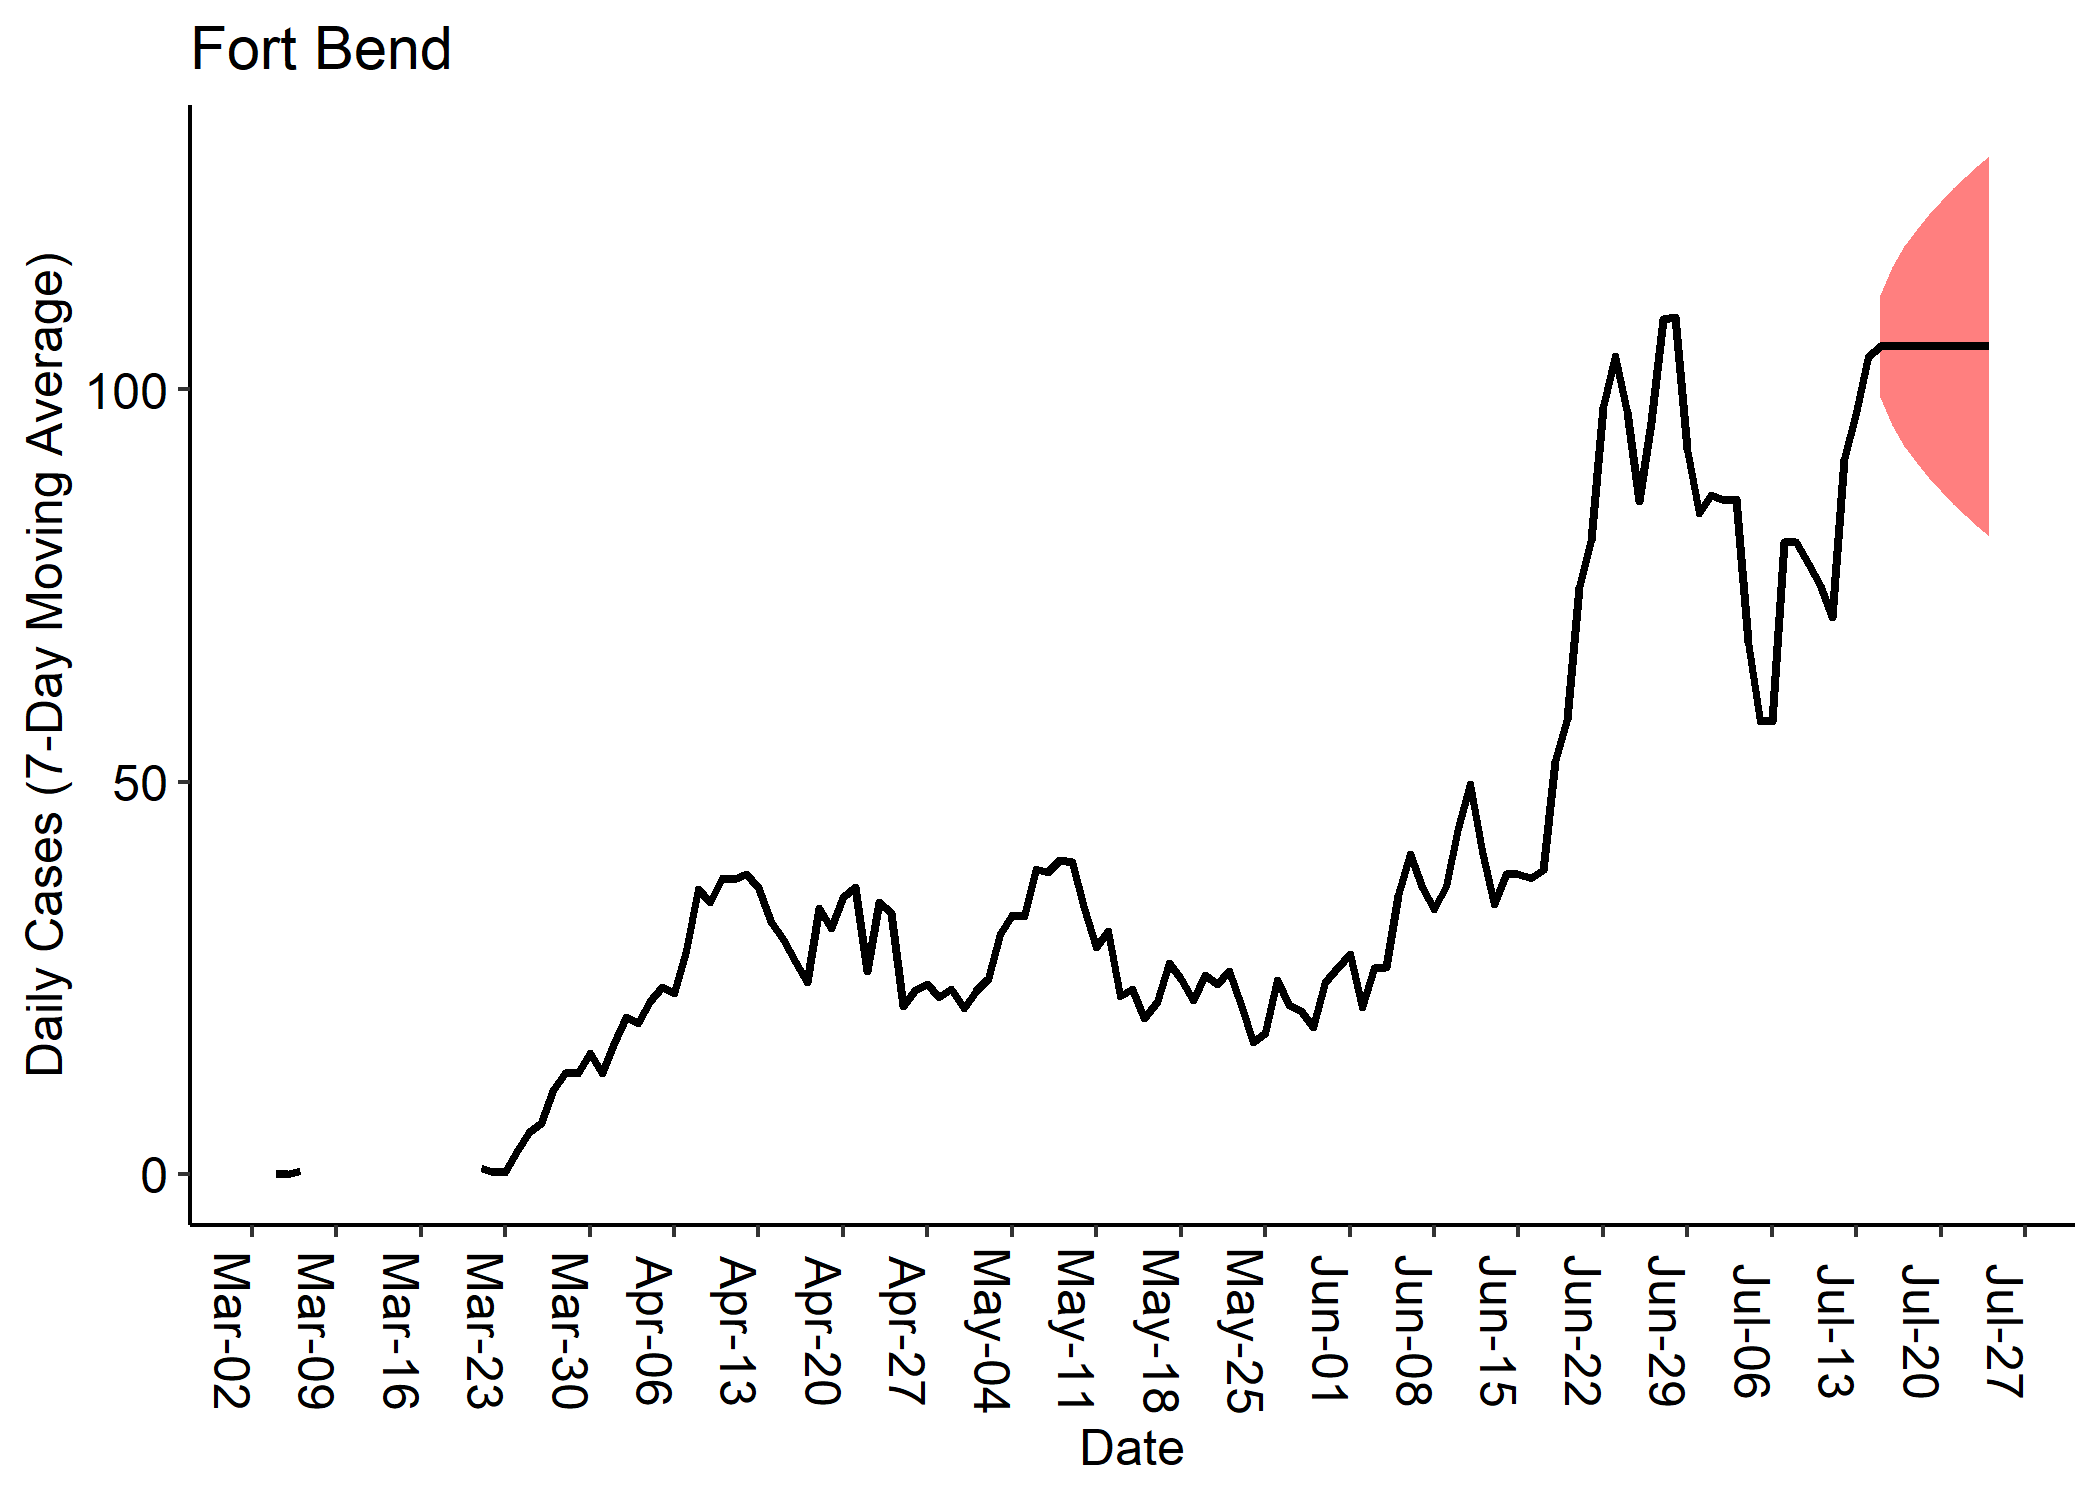 Fort Bend
Daily Cases (7-Day Moving Average)
100
50
0
Mar-02
Mar-09
Mar-16
Mar-23
Mar-30
Apr-06
Apr-13
Apr-20
Apr-27
May-04
May-11
May-18
May-25
Jun-01
Jun-08
Jun-15
Jun-22
Jun-29
Jul-06
Jul-13
Jul-20
Jul-27
Date